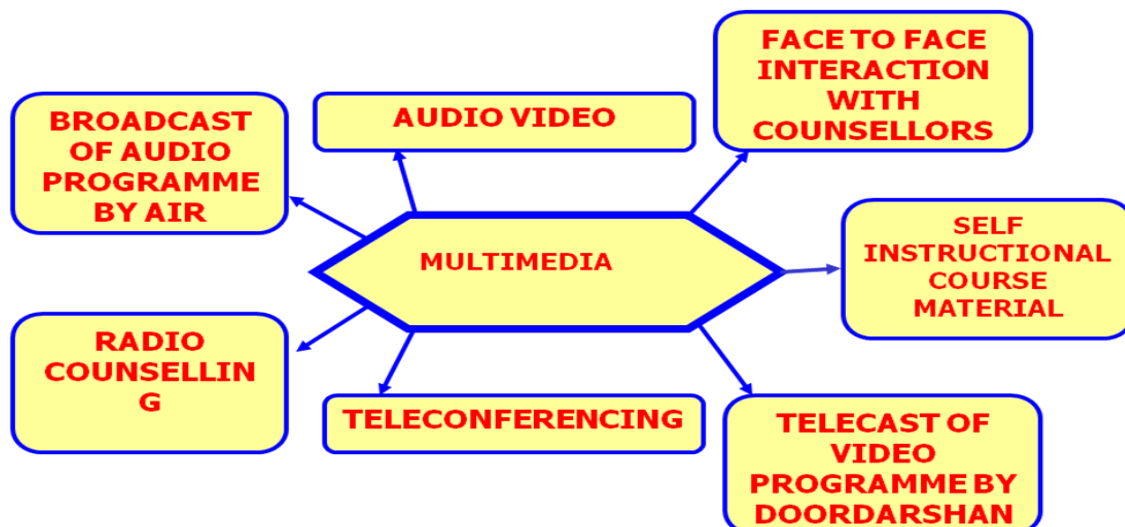 FACE TO FACE
INTERACTION
WITH
COUNSELLORS
AUDIO VIDEO
BROADCAST
OF AUDIO
PROGRAMME
BY AIR
SELF
INSTRUCTIONAL
COURSE
MATERIAL
MULTIMEDIA
RADIO
COUNSELLIN
G
TELECONFERENCING
TELECAST OF
VIDEO
PROGRAMME BY
DOORDARSHAN